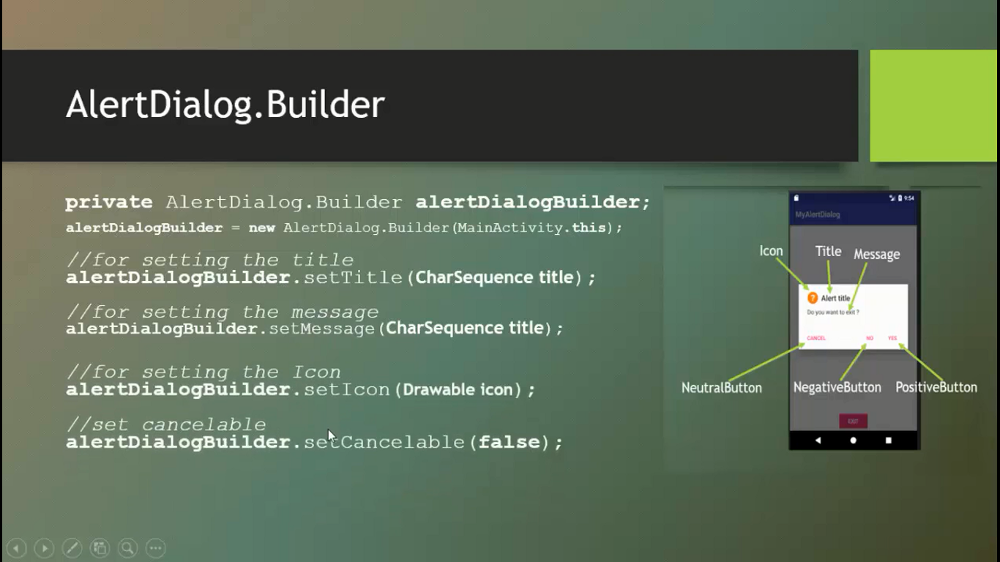 AlertDialog.Builder
private AlertDialog.Builder alertDialogBuilder;
alertDialogBuilder = new AlertDialog.Builder(MainActivity.this);
//for setting the title
alertDialogBuilder.setTitle(CharSequence title);
//for setting the message
alertDialogBuilder.setMessage(CharSequence title);
//for setting the Icon
alertDialogBuilder.setIcon(Drawable icon);
//set cancelable
alertDialogBuilder.setCancelable(false);
9:54
MyAlertDialog
Icon
Title
Message
? Alert title
Do you want to exit ?
CANCEL
NO
YES
NeutralButton
NegativeButton
PositiveButton
EXIT